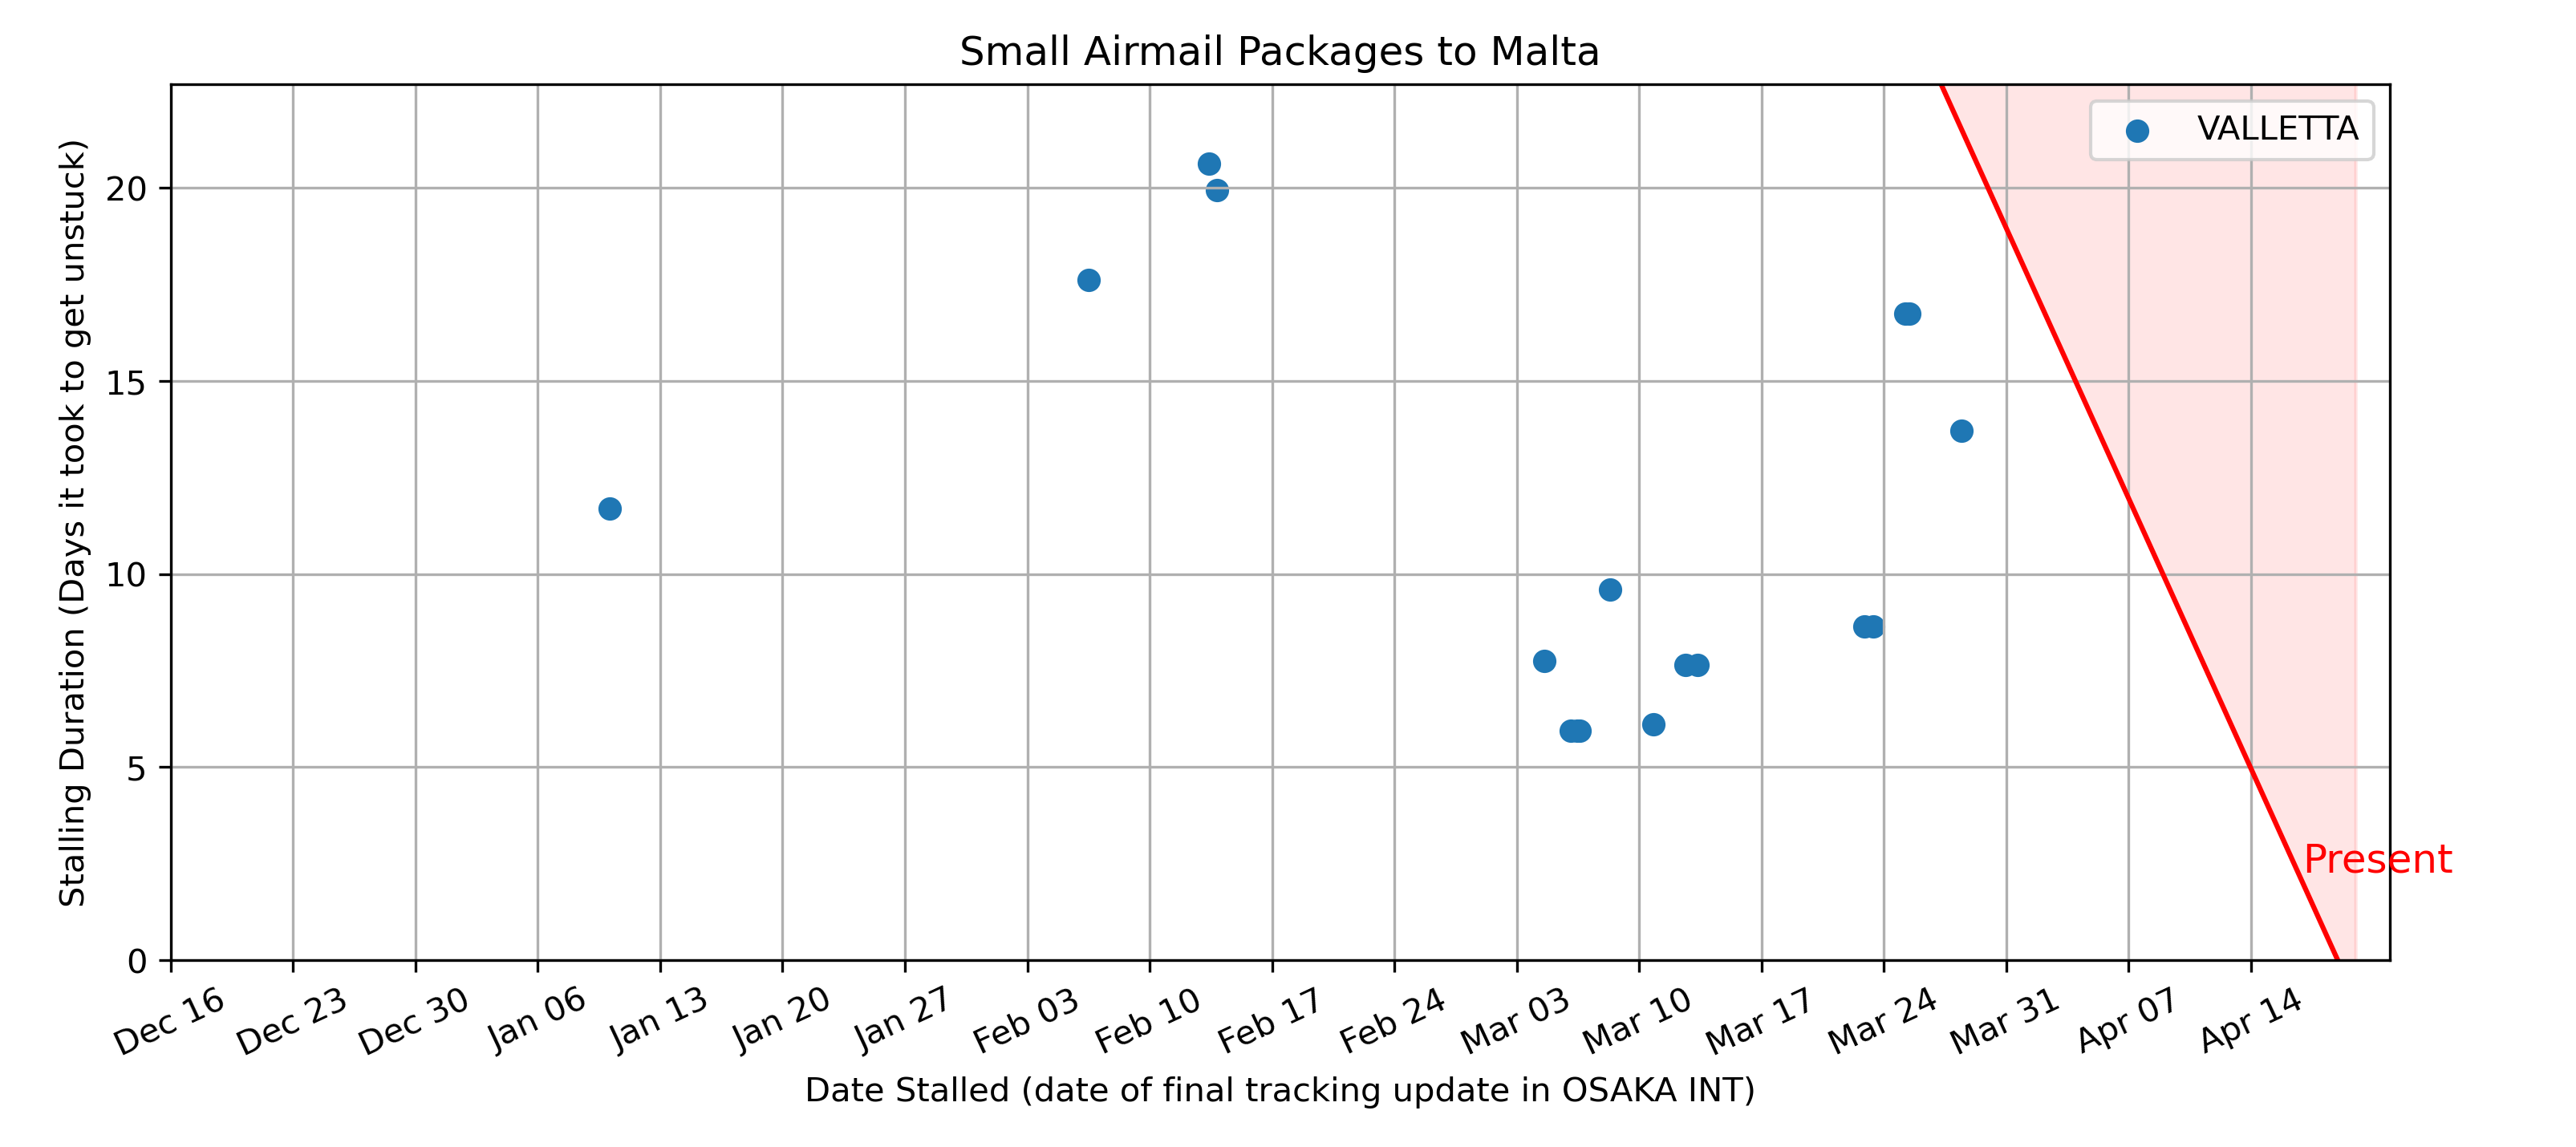 Small Airmail Packages to Malta
VALLETTA
Stalling Duration (Days it took to get unstuck)
20
15
10
5
0
Present
Dec 16 Dec 23 Dec 30 Jan 06 Jan 13 Jan 20 Jan 27 Feb 03 Feb 10 Feb 17 Feb 24 Mar 03 Mar 10 Mar 17 Mar 24 Mar 31 Apr 07 Apr 14
Date Stalled (date of final tracking update in OSAKA INT)